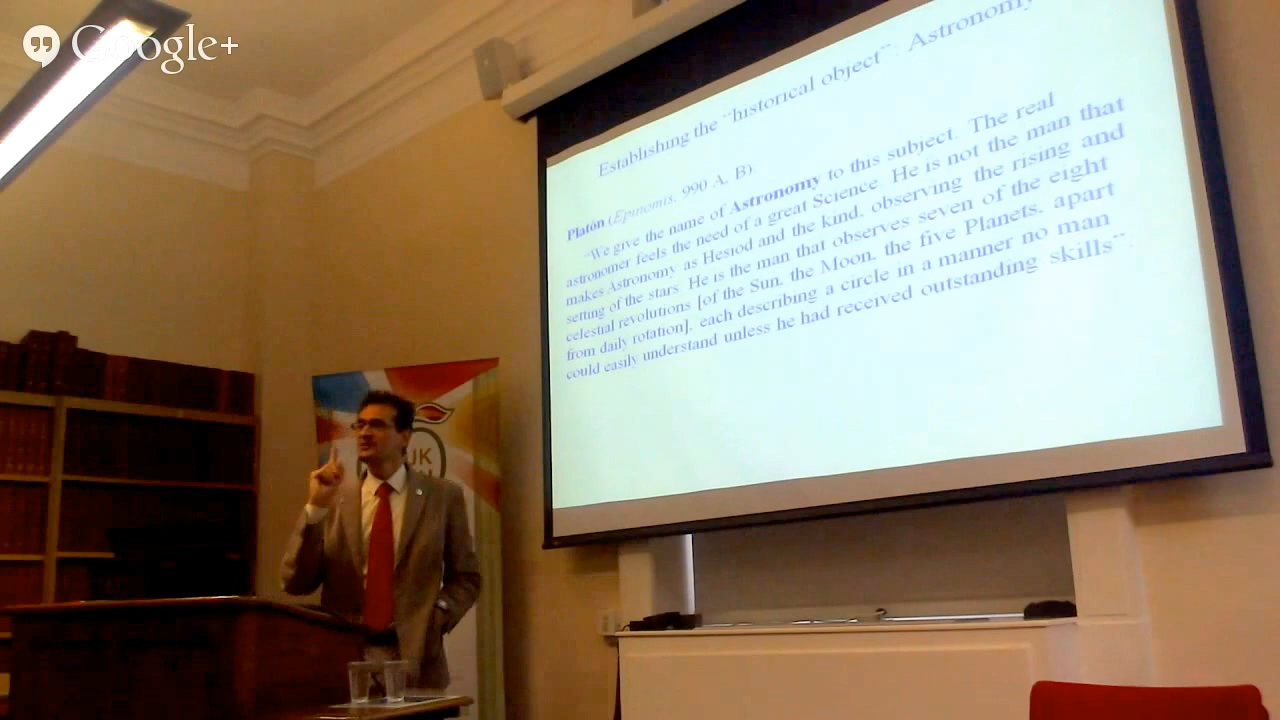 Google+
Establishing the "historical object": Astronomy
Platón (Epinomis, 990 A, B)
"We give the name of Astronomy to this subject. The real
astronomer feels the need of a great Science. He is not the man that
makes Astronomy as Hesiod and the kind, observing the rising and
setting of the stars. He is the man that observes seven of the eight
celestial revolutions [of the Sun, the Moon, the five Planets, apart
from daily rotation], each describing a circle in a manner no man
could easily understand unless he had received outstanding skills".
UK